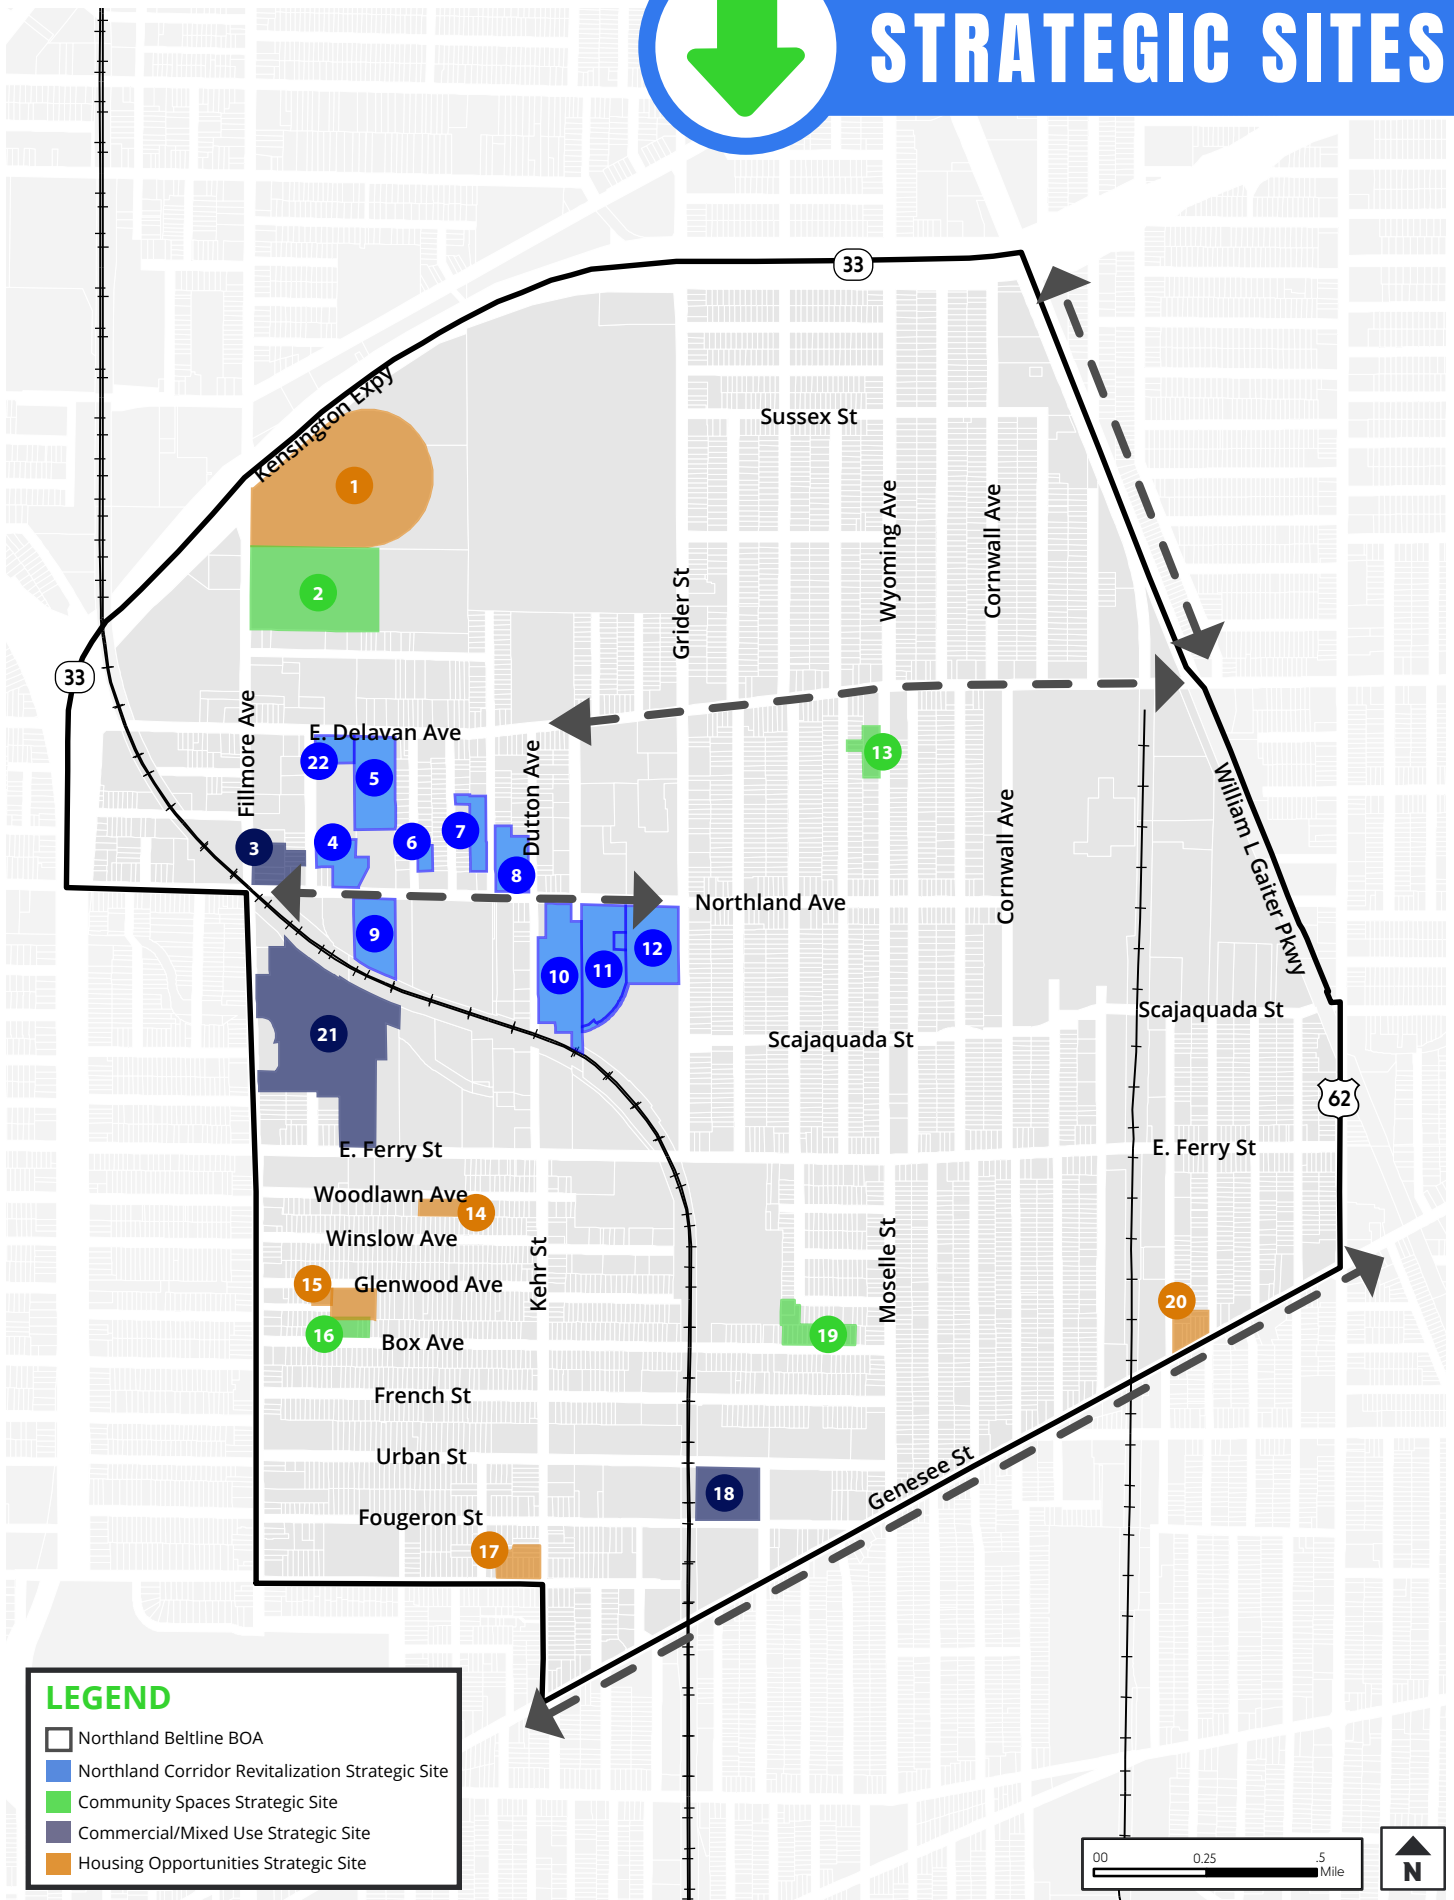 STRATEGIC SITES
33
Kensington Expy
Sussex St
1
Wyoming Ave
Cornwall Ave
2
Grider St
33
Fillmore Ave
E. Delavan Ave
Dutton Ave
22
5
13
William L Gaiter Pkwy
Cornwall Ave
3
4
6
7
8
Northland Ave
9
10
11
12
Scajaquada St
Scajaquada St
21
62
E. Ferry St
E. Ferry St
Woodlawn Ave
14
Winslow Ave
Kehr St
Moselle St
15
Glenwood Ave
20
16
Box Ave
19
French St
Urban St
Genesee St
18
Fougeron St
17
LEGEND
Northland Beltline BOA
Northland Corridor Revitalization Strategic Site
Community Spaces Strategic Site
Commercial/Mixed Use Strategic Site
Housing Opportunities Strategic Site
00 0.25 .5
Mile
N